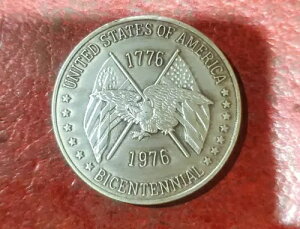 UNITED STATES OF AMERICA
1776
1976
BICENTENNIAL